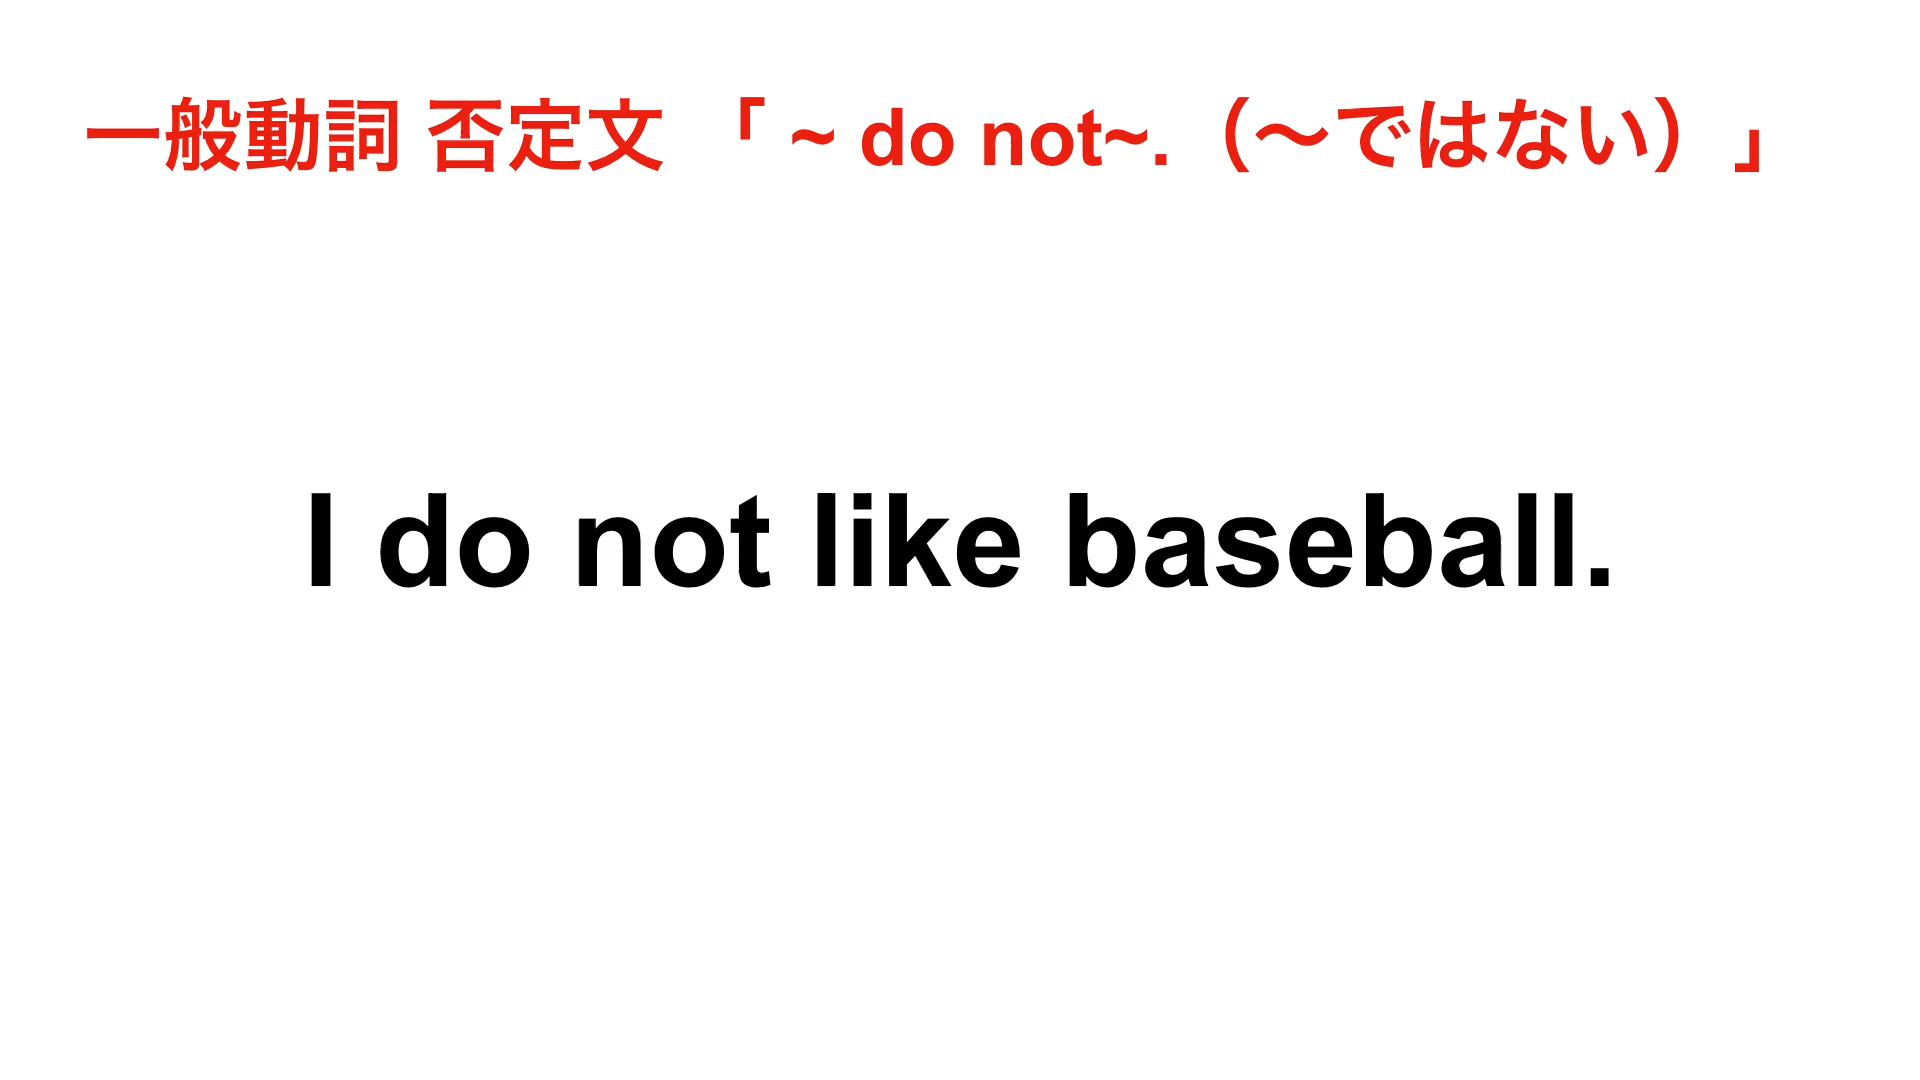 一般動詞 否定文 「 ~ do not~.（〜ではない）」
I do not like baseball.